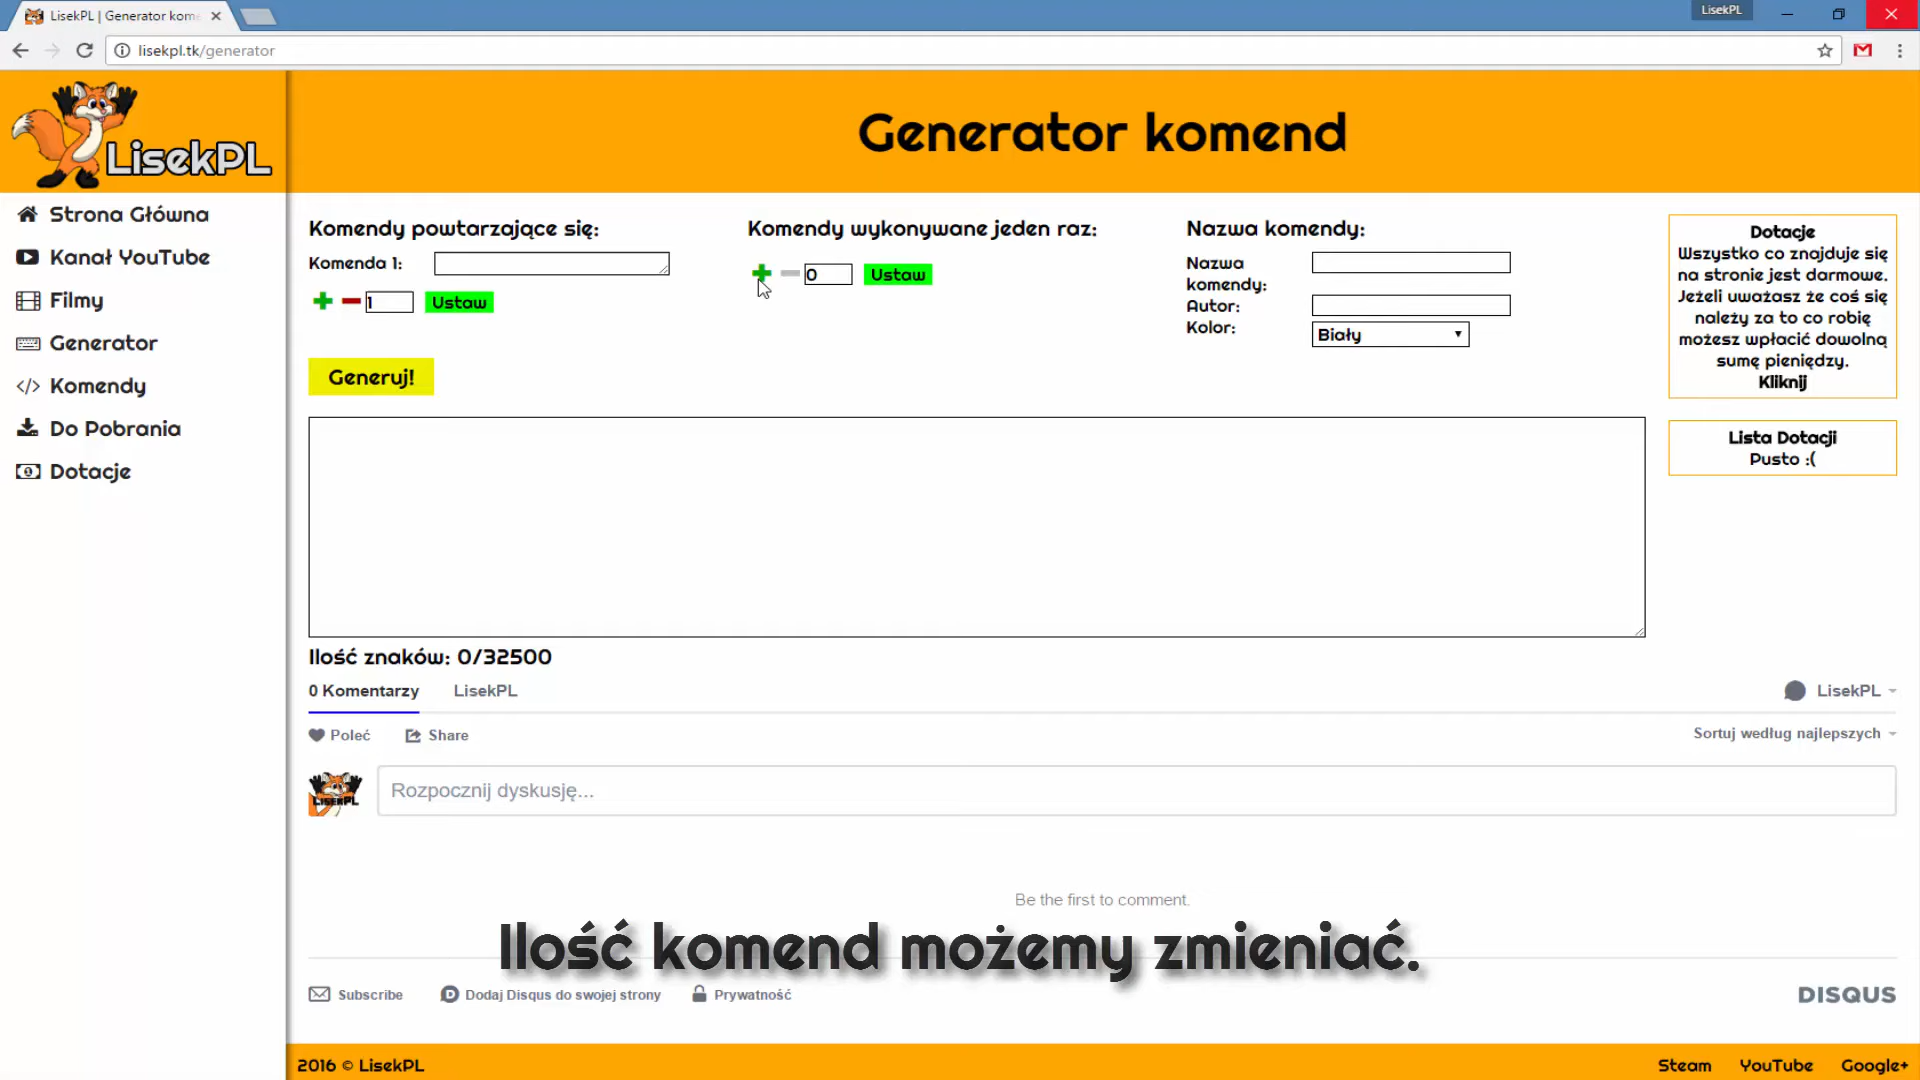 LisekPL | Generator kom
LisekPL
lisekpl.tk/generator
LisekPL
Generator komend
Strona Główna
Kanał YouTube
Filmy
Generator
Komendy
Do Pobrania
Dotacje
Komendy powtarzające się:
Komenda 1:
1
Ustaw
Komendy wykonywane jeden raz:
0
Ustaw
Nazwa komendy:
Nazwa
komendy:
Autor:
Kolor:
Biały
Generuj!
Dotacje
Wszystko co znajduje się
na stronie jest darmowe.
Jeżeli uważasz że coś się
należy za to co robię
możesz wpłacić dowolną
sumę pieniędzy.
Kliknij
Lista Dotacji
Pusto :(
Ilość znaków: 0/32500
0 Komentarzy
LisekPL
LisekPL
Poleć
Share
Sortuj według najlepszych
LISEKPL
Rozpocznij dyskusję...
Be the first to comment.
Ilość komend możemy zmieniać.
Subscribe
Dodaj Disqus do swojej strony
Prywatność
DISQUS
2016 © LisekPL
Steam
YouTube
Google+